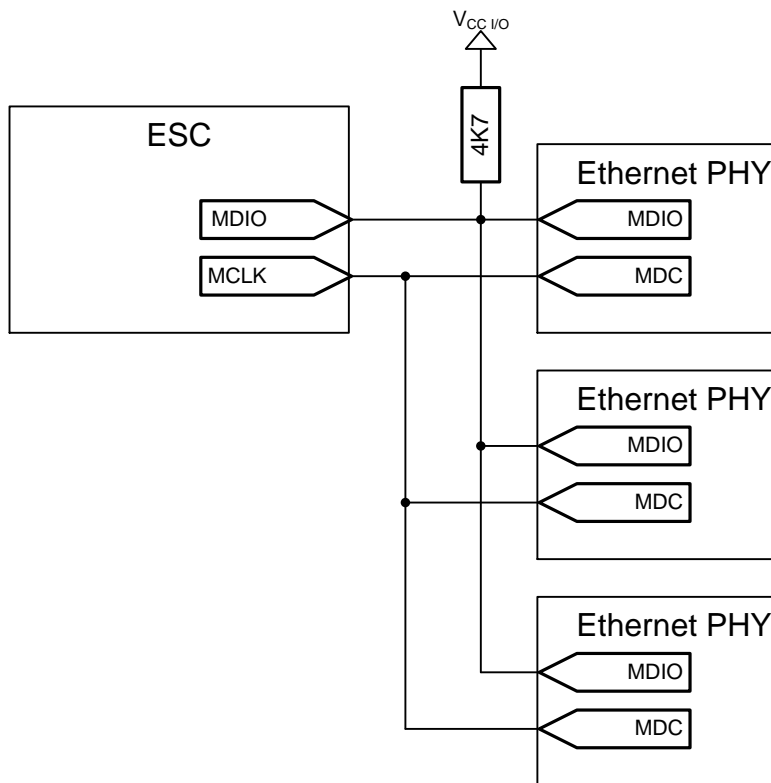 V_CC I/O
4K7
ESC
MDIO
MCLK
Ethernet PHY
MDIO
MDC
Ethernet PHY
MDIO
MDC
Ethernet PHY
MDIO
MDC